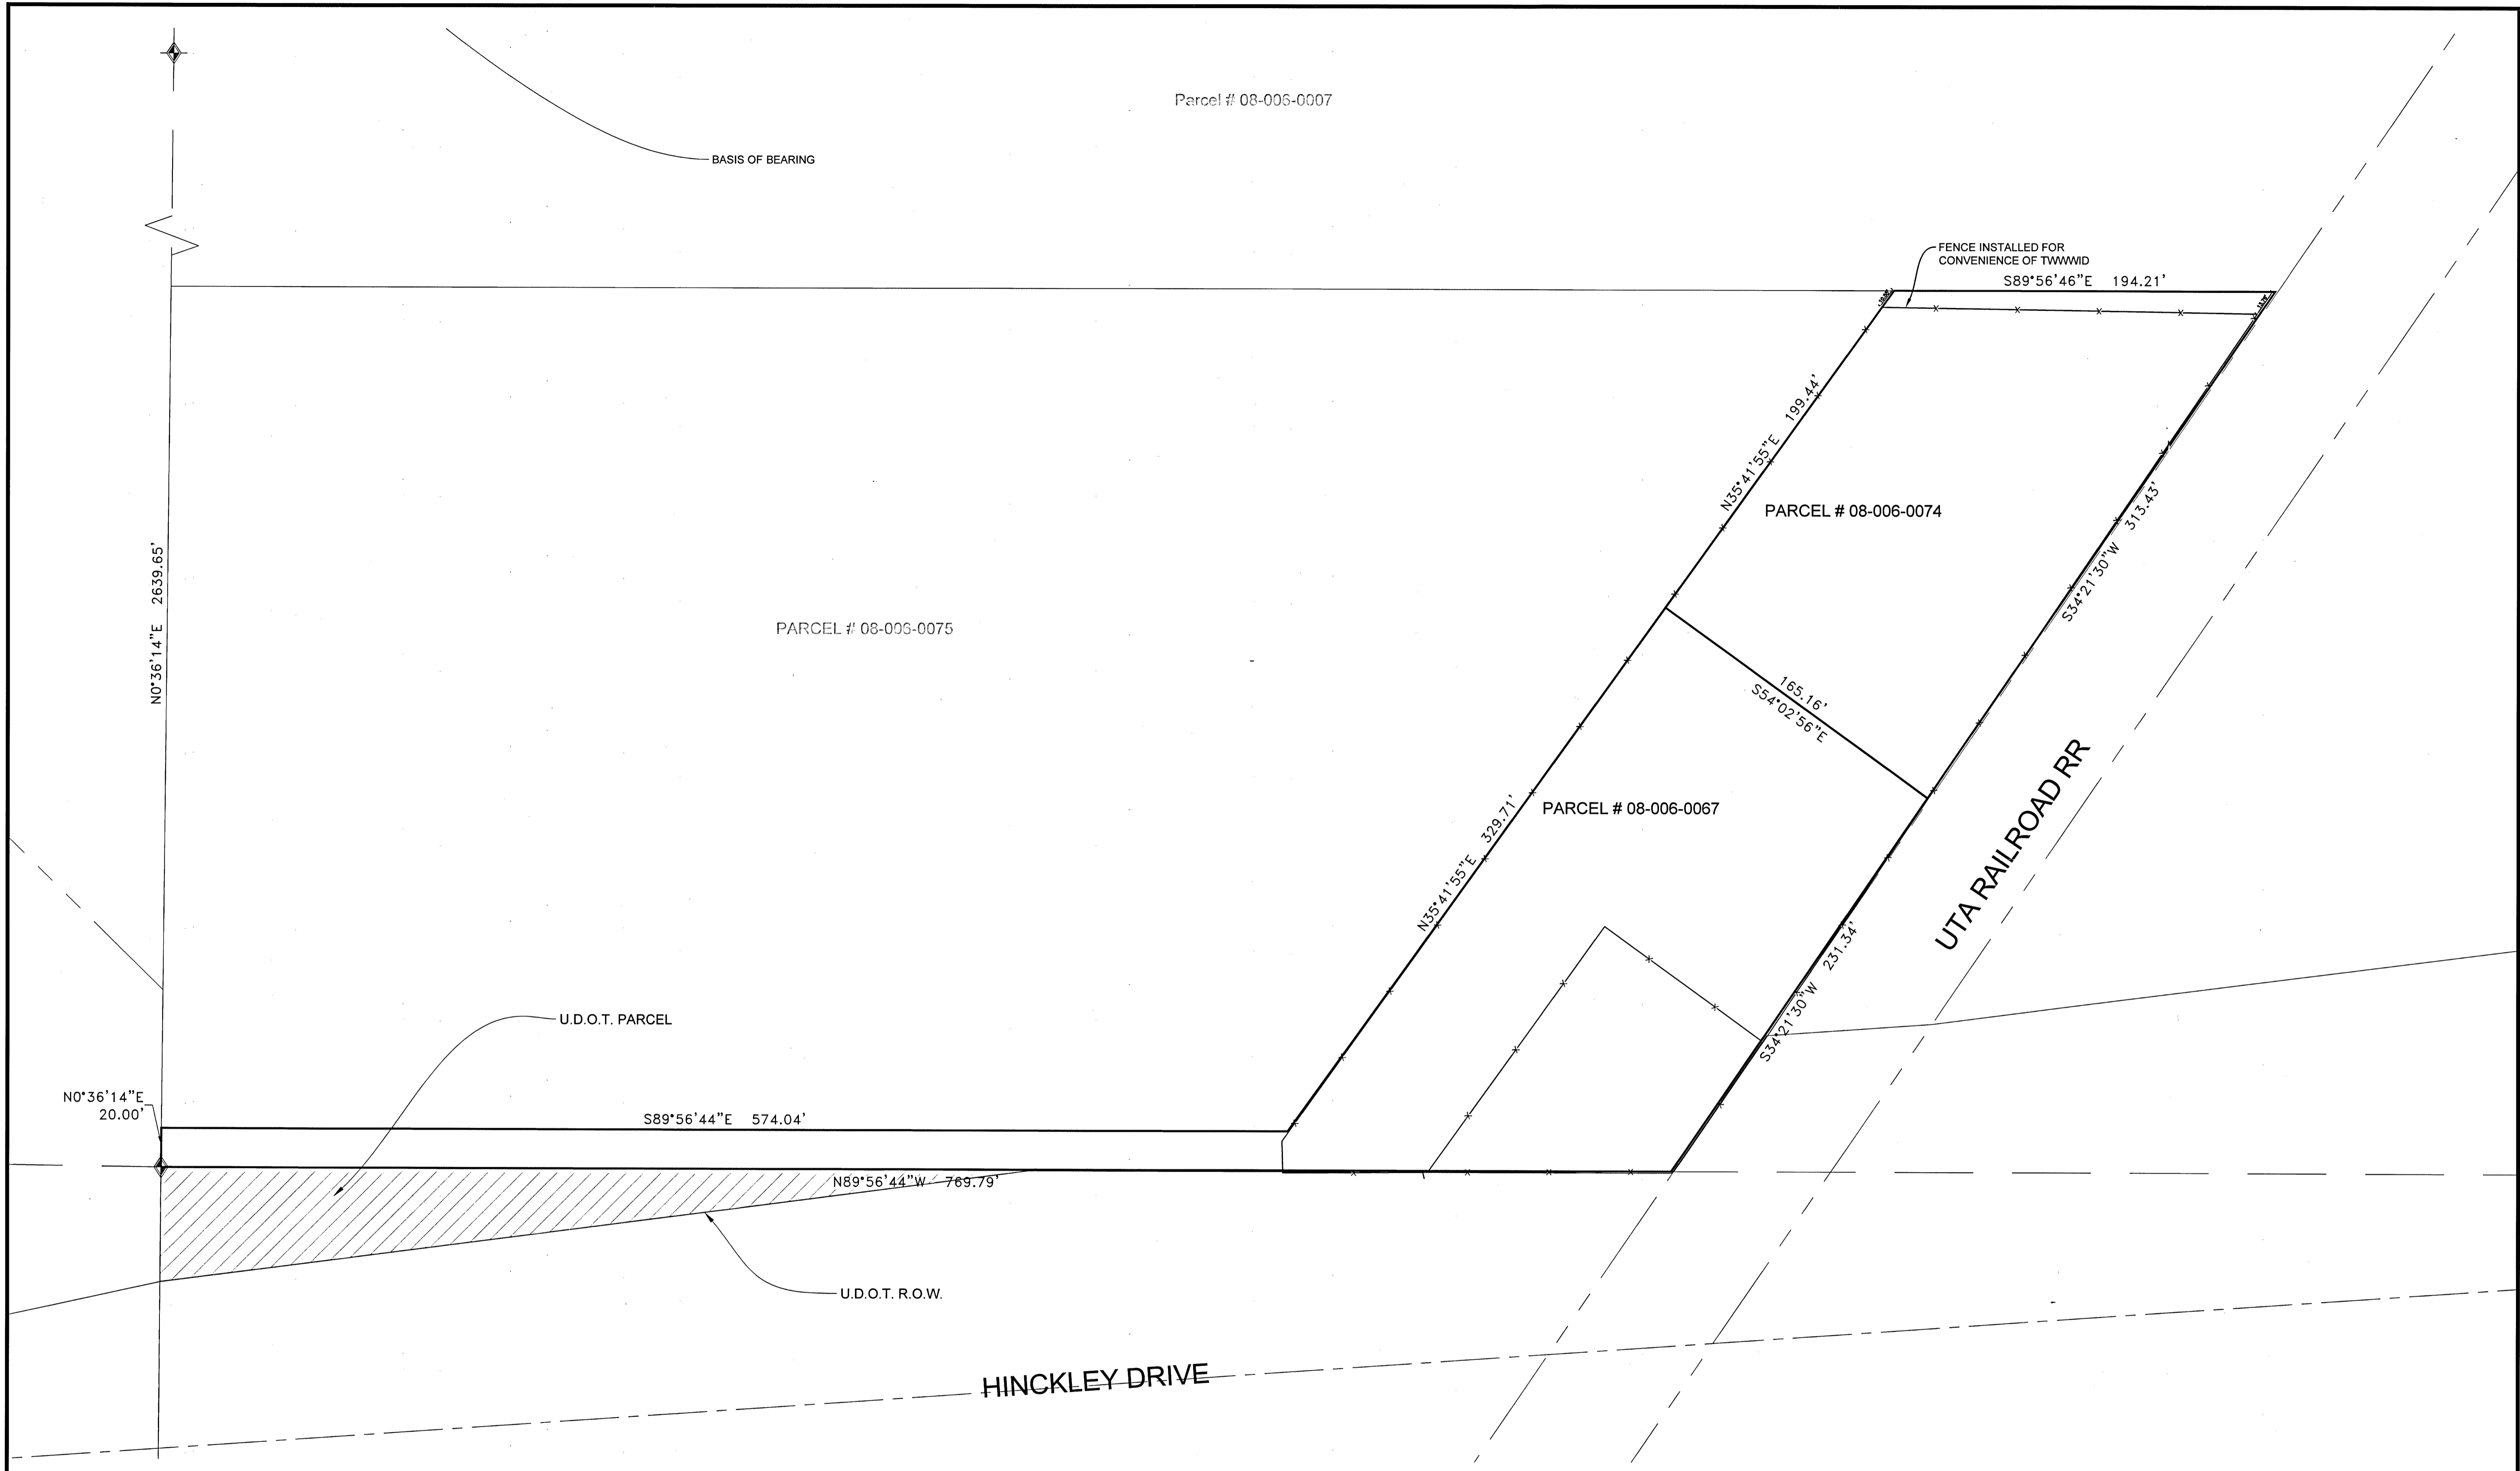 Parcel # 08-006-0007
BASIS OF BEARING
FENCE INSTALLED FOR
CONVENIENCE OF TWWWID
S89°56'46"E 194.21'
N35°41'55"E 199.44'
PARCEL # 08-006-0074
S34°21'30"W 313.43'
N0°36'14"E 2639.65'
PARCEL # 08-006-0075
165.16'
S54°02'56"E
PARCEL # 08-006-0067
N35°41'55"E 329.71'
UTA RAILROAD RR
S34°21'30"W 231.34'
U.D.O.T. PARCEL
N0°36'14"E
20.00'
S89°56'44"E 574.04'
N89°56'44"W 769.79'
U.D.O.T. R.O.W.
HINCKLEY DRIVE